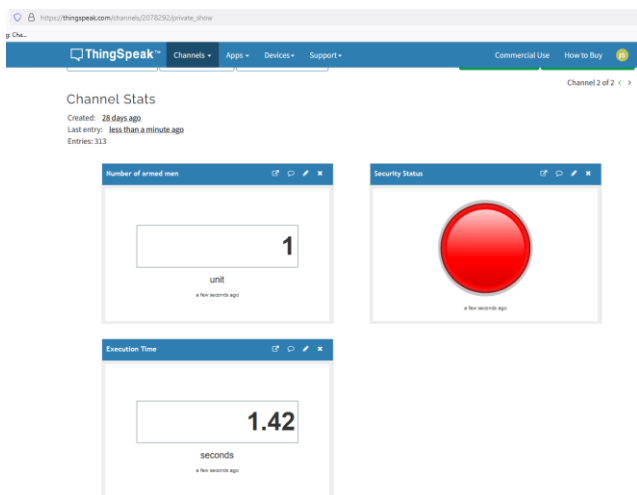 https://thingspeak.com/channels/2078292/private_show
g: Cha...
ThingSpeak™ Channels Apps Devices Support Commercial Use How to Buy JS
Channel 2 of 2 < >
Channel Stats
Created: 28 days ago
Last entry: less than a minute ago
Entries: 313
Number of armed men
1
unit
a few seconds ago
Security Status
a few seconds ago
Execution Time
1.42
seconds
a few seconds ago